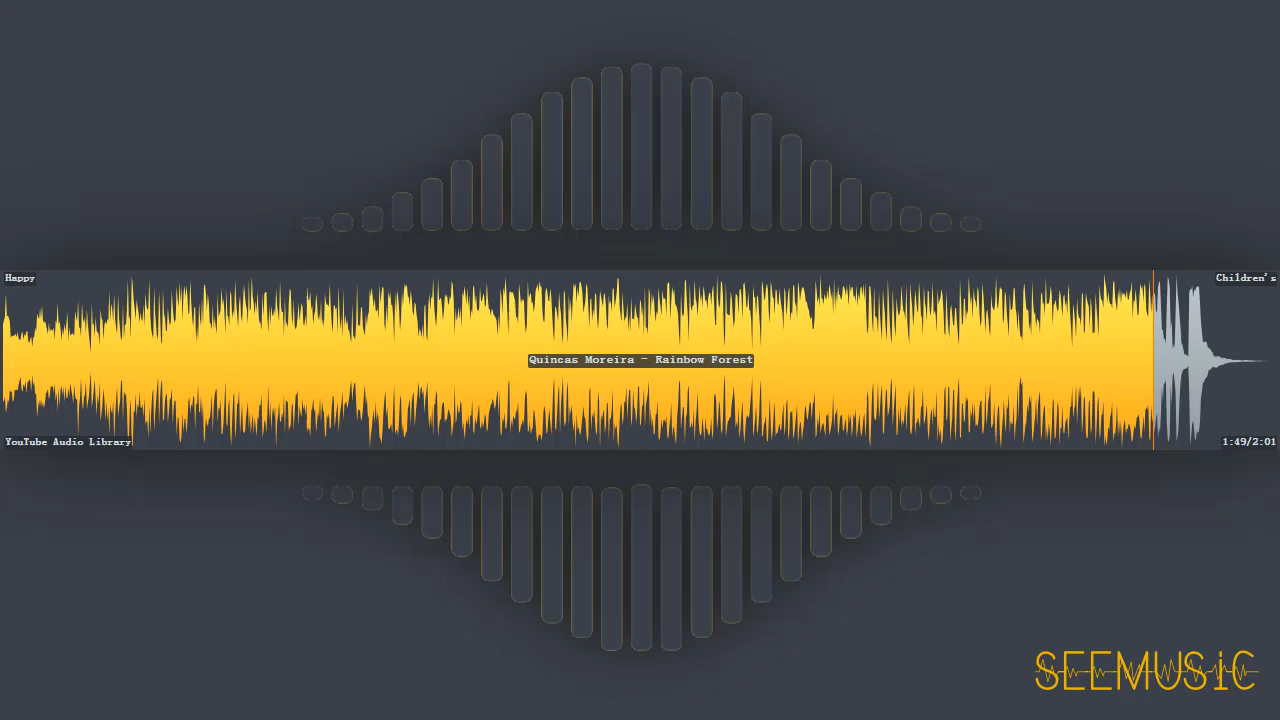 Happy
Children's
Quincas Moreira - Rainbow Forest
YouTube Audio Library
1:49/2:01
SEEMUSiC